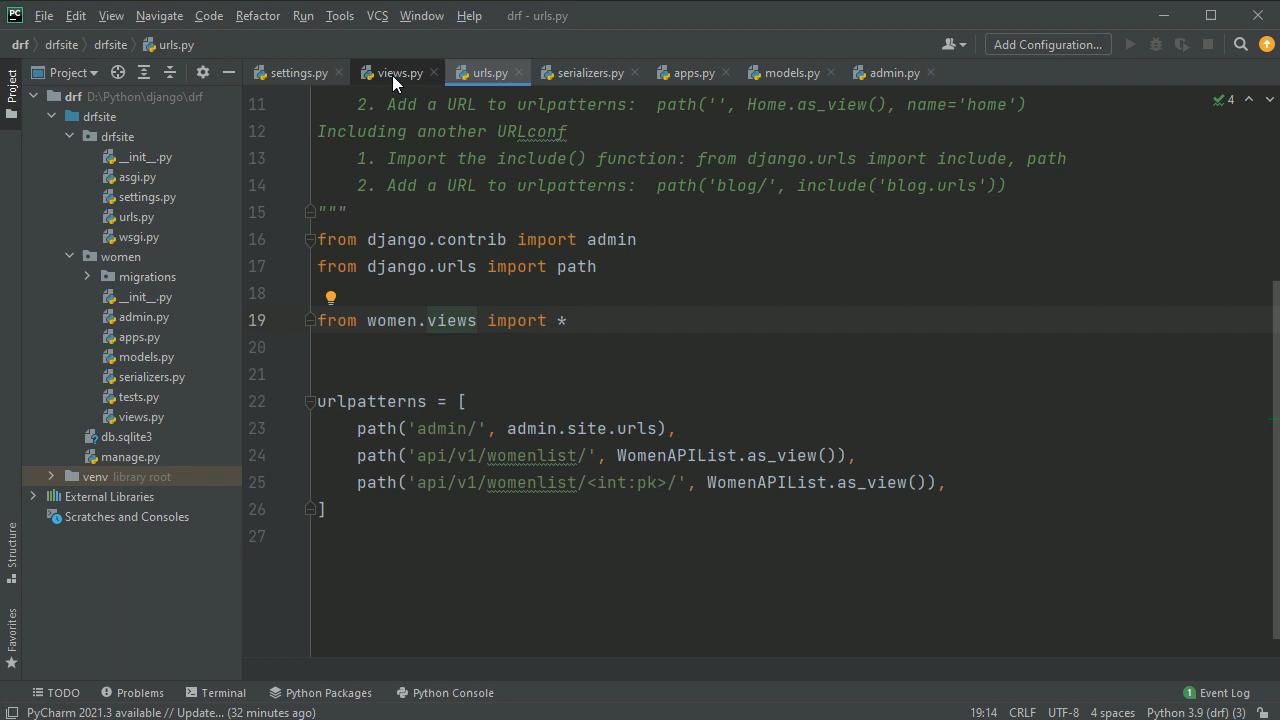 PC File Edit View Navigate Code Refactor Run Tools VCS Window Help drf - urls.py
drf drfsite drfsite urls.py Add Configuration...
Project settings.py views.py urls.py serializers.py apps.py models.py admin.py
Project
drf D:\Python\django\drf
drfsite
drfsite
__init__.py
asgi.py
settings.py
urls.py
wsgi.py
women
migrations
__init__.py
admin.py
apps.py
models.py
serializers.py
tests.py
views.py
db.sqlite3
manage.py
venv library root
External Libraries
Scratches and Consoles
Structure
Favorites
4
11 2. Add a URL to urlpatterns: path('', Home.as_view(), name='home')
12 Including another URLconf
13 1. Import the include() function: from django.urls import include, path
14 2. Add a URL to urlpatterns: path('blog/', include('blog.urls'))
15 """
16 from django.contrib import admin
17 from django.urls import path
18
19 from women.views import *
20
21
22 urlpatterns = [
23 path('admin/', admin.site.urls),
24 path('api/v1/womenlist/', WomenAPIList.as_view()),
25 path('api/v1/womenlist/<int:pk>/', WomenAPIList.as_view()),
26 ]
27
TODO Problems Terminal Python Packages Python Console 1 Event Log
PyCharm 2021.3 available // Update... (32 minutes ago) 19:14 CRLF UTF-8 4 spaces Python 3.9 (drf) (3)